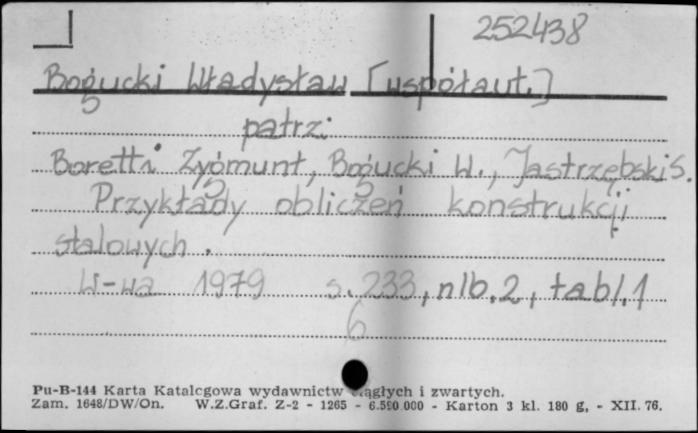 252438
Bogucki Władysław [współaut.]
patrz:
Boretti Zygmunt, Bogucki W., Jastrzębski S.
Przykłady obliczeń konstrukcji
stalowych.
W-wa 1979 s. 233, nlb. 2, tabl. 1
6
Pu-B-144 Karta Katalogowa wydawnictw ciągłych i zwartych.
Zam. 1648/DW/On. W.Z.Graf. Z-2 - 1265 - 6.500.000 - Karton 3 kl. 180 g. - XII. 76.